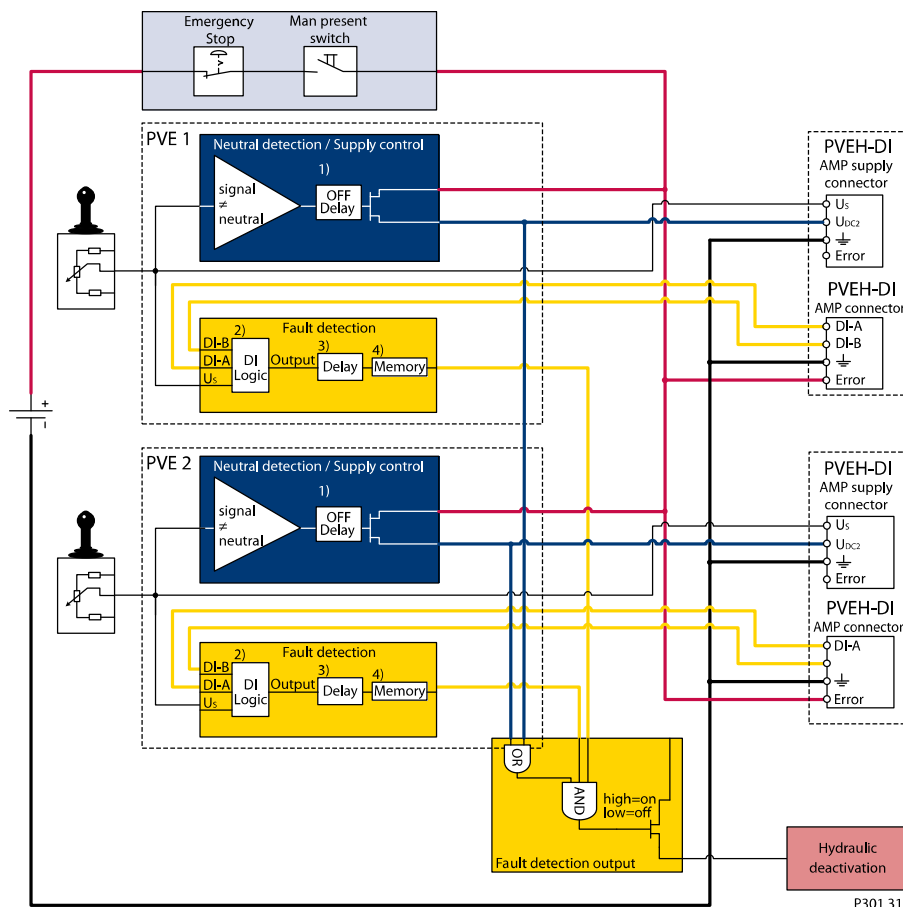 Emergency
Stop
Man present
switch
PVE 1
Neutral detection / Supply control
1)
signal
≠
neutral
OFF
Delay
Fault detection
2)
3)
4)
DI-B
DI-A
Us
DI
Logic
Output
Delay
Memory
PVEH-DI
AMP supply
connector
Us
UDC2
Error
PVEH-DI
AMP connector
DI-A
DI-B
Error
+
-
PVE 2
Neutral detection / Supply control
1)
signal
≠
neutral
OFF
Delay
Fault detection
2)
3)
4)
DI-B
DI-A
Us
DI
Logic
Output
Delay
Memory
PVEH-DI
AMP supply
connector
Us
UDC2
Error
PVEH-DI
AMP connector
DI-A
Error
OR
AND
high=on
low=off
Fault detection output
Hydraulic
deactivation
P301 31